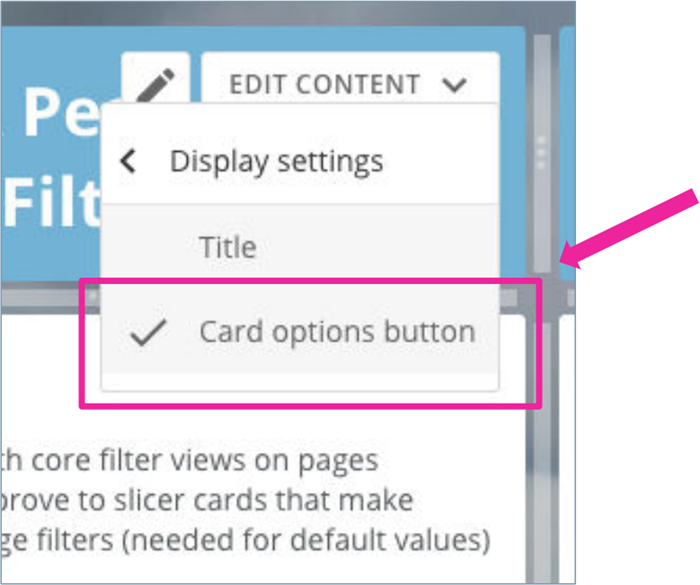 Pe
EDIT CONTENT
Display settings
Filt
Title
Card options button
th core filter views on pages
prove to slicer cards that make
ge filters (needed for default values)